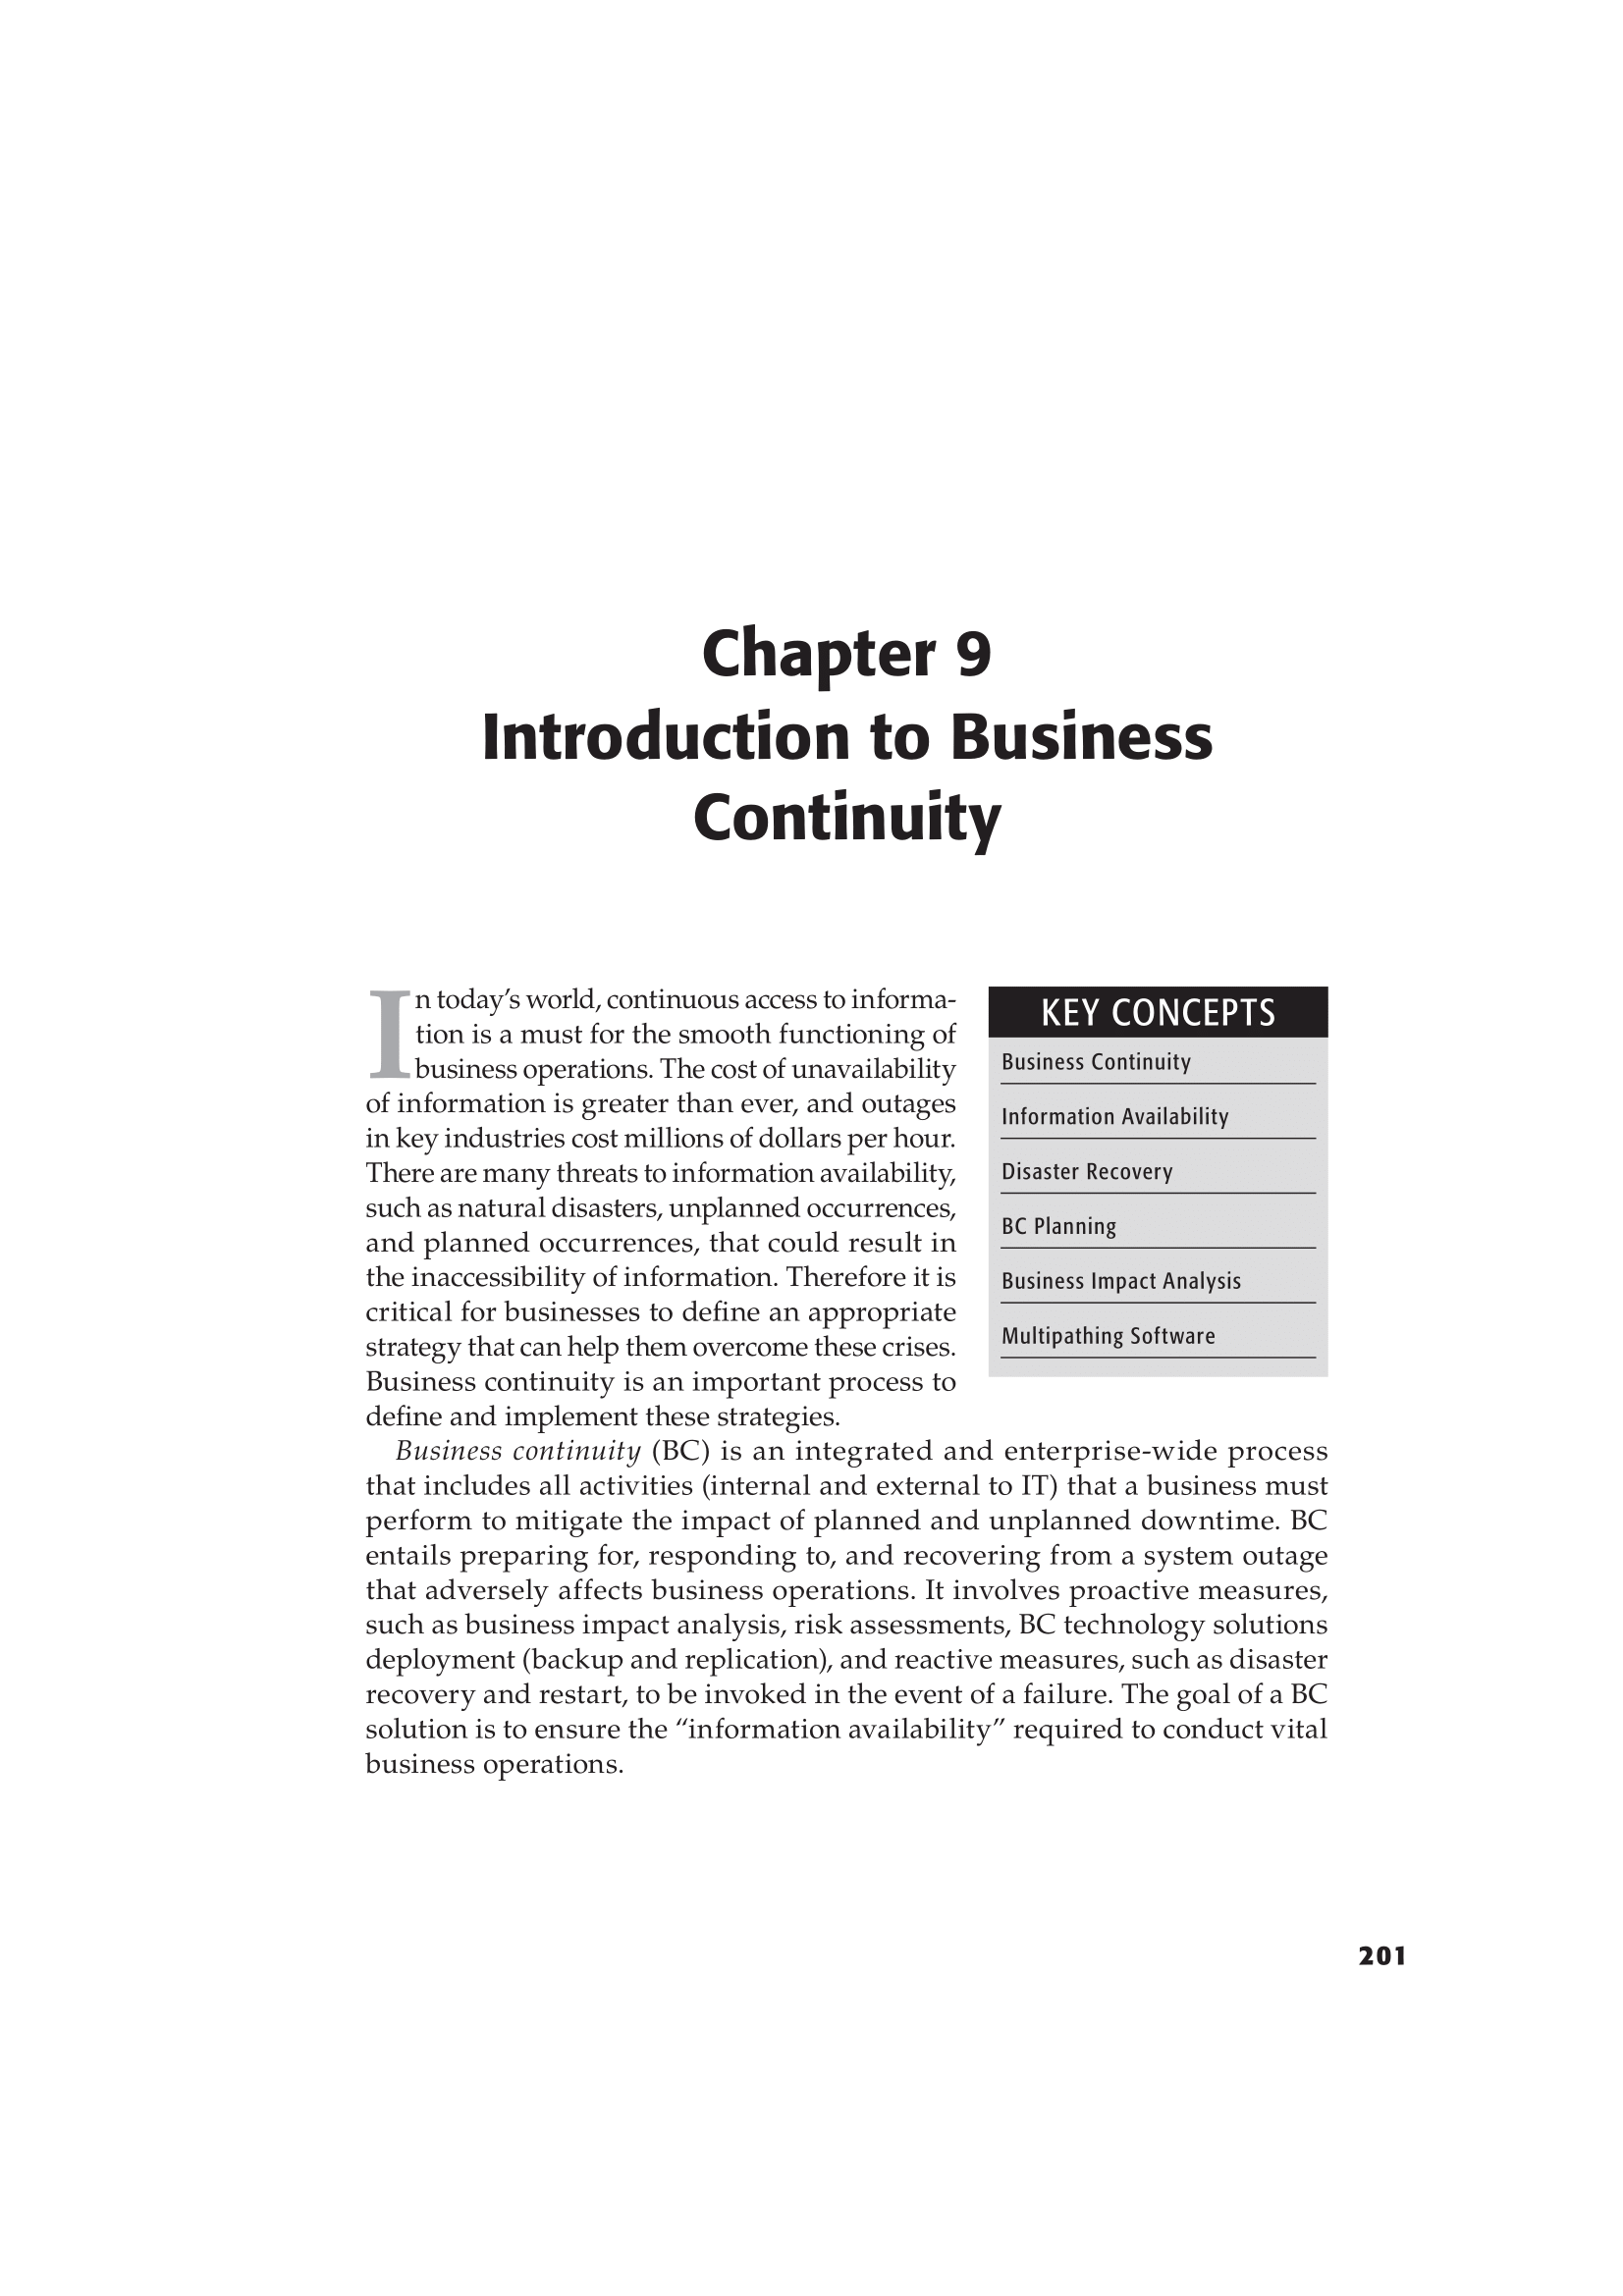 Chapter 9
Introduction to Business
Continuity
In today’s world, continuous access to informa-
tion is a must for the smooth functioning of
business operations. The cost of unavailability
of information is greater than ever, and outages
in key industries cost millions of dollars per hour.
There are many threats to information availability,
such as natural disasters, unplanned occurrences,
and planned occurrences, that could result in
the inaccessibility of information. Therefore it is
critical for businesses to define an appropriate
strategy that can help them overcome these crises.
Business continuity is an important process to
define and implement these strategies.
KEY CONCEPTS
Business Continuity
Information Availability
Disaster Recovery
BC Planning
Business Impact Analysis
Multipathing Software
Business continuity (BC) is an integrated and enterprise-wide process
that includes all activities (internal and external to IT) that a business must
perform to mitigate the impact of planned and unplanned downtime. BC
entails preparing for, responding to, and recovering from a system outage
that adversely affects business operations. It involves proactive measures,
such as business impact analysis, risk assessments, BC technology solutions
deployment (backup and replication), and reactive measures, such as disaster
recovery and restart, to be invoked in the event of a failure. The goal of a BC
solution is to ensure the “information availability” required to conduct vital
business operations.
201